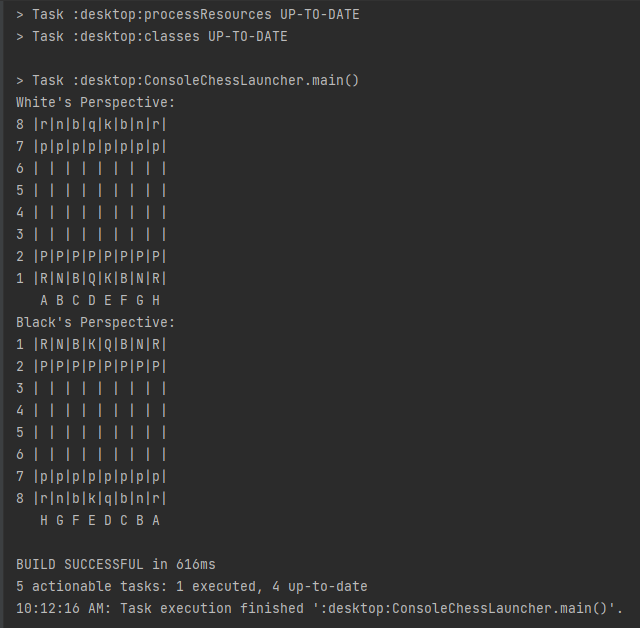 > Task :desktop:processResources UP-TO-DATE
> Task :desktop:classes UP-TO-DATE

> Task :desktop:ConsoleChessLauncher.main()
White's Perspective:
8 |r|n|b|q|k|b|n|r|
7 |p|p|p|p|p|p|p|p|
6 | | | | | | | | |
5 | | | | | | | | |
4 | | | | | | | | |
3 | | | | | | | | |
2 |P|P|P|P|P|P|P|P|
1 |R|N|B|Q|K|B|N|R|
   A B C D E F G H
Black's Perspective:
1 |R|N|B|K|Q|B|N|R|
2 |P|P|P|P|P|P|P|P|
3 | | | | | | | | |
4 | | | | | | | | |
5 | | | | | | | | |
6 | | | | | | | | |
7 |p|p|p|p|p|p|p|p|
8 |r|n|b|k|q|b|n|r|
   H G F E D C B A

BUILD SUCCESSFUL in 616ms
5 actionable tasks: 1 executed, 4 up-to-date
10:12:16 AM: Task execution finished ':desktop:ConsoleChessLauncher.main()'.